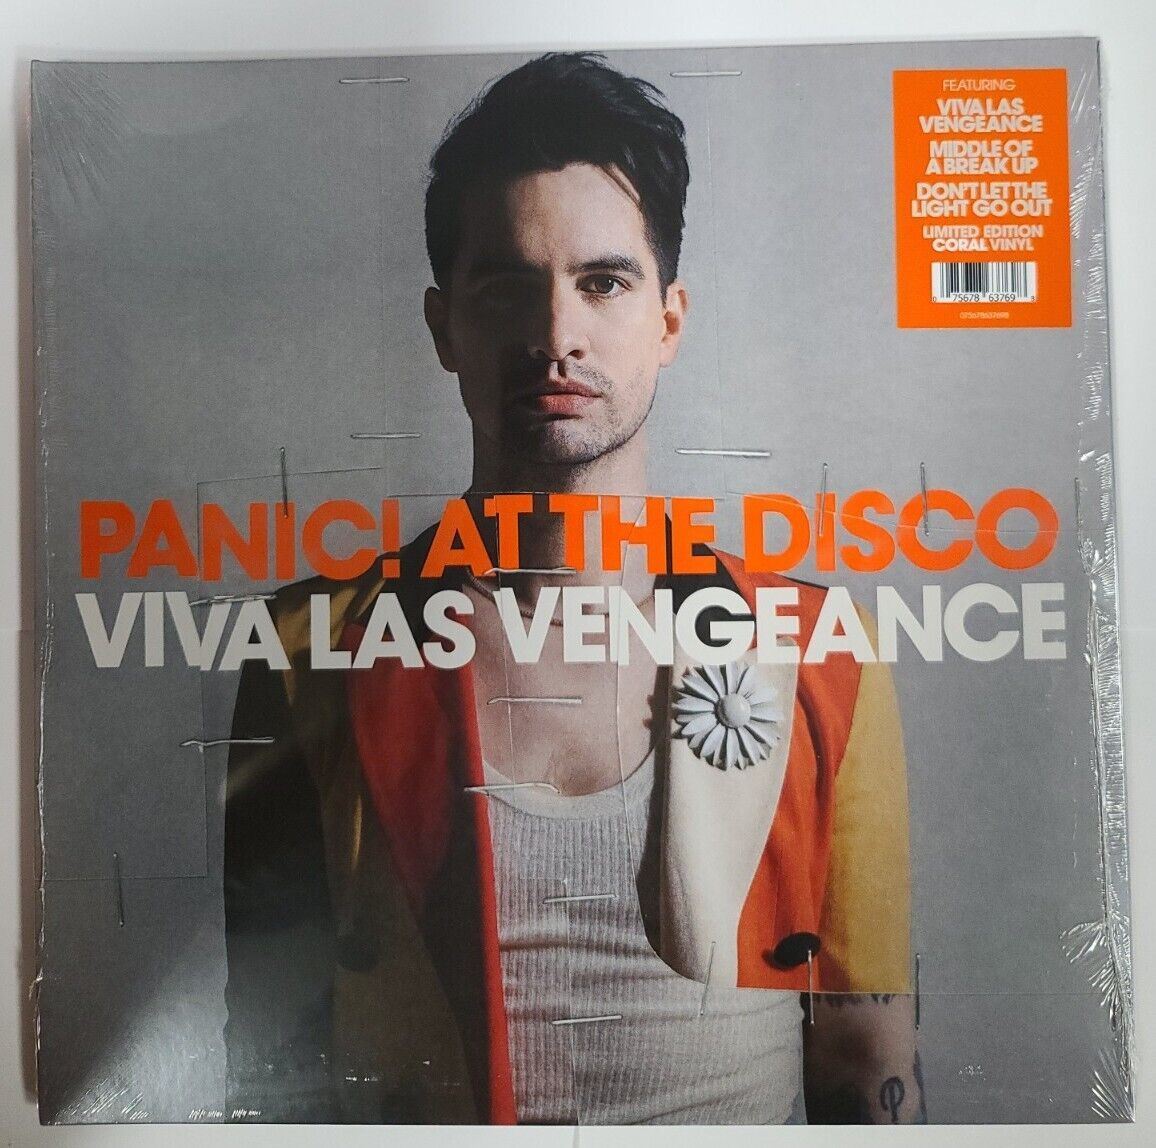 FEATURING
VIVA LAS
VENGEANCE
MIDDLE OF
A BREAK UP
DON'T LET THE
LIGHT GO OUT
LIMITED EDITION
CORAL VINYL
0 75678 63769 8
075678637698
PANIC! AT THE DISCO
VIVA LAS VENGEANCE
P